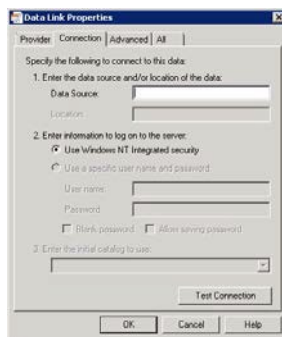 Data Link Properties
Provider Connection Advanced All
Specify the following to connect to this data:
1. Enter the data source and/or location of the data:
Data Source:
Location:
2. Enter information to log on to the server:
Use Windows NT Integrated security
Use a specific user name and password:
User name:
Password:
Blank password Allow saving password
3. Enter the initial catalog to use:
Test Connection
OK Cancel Help